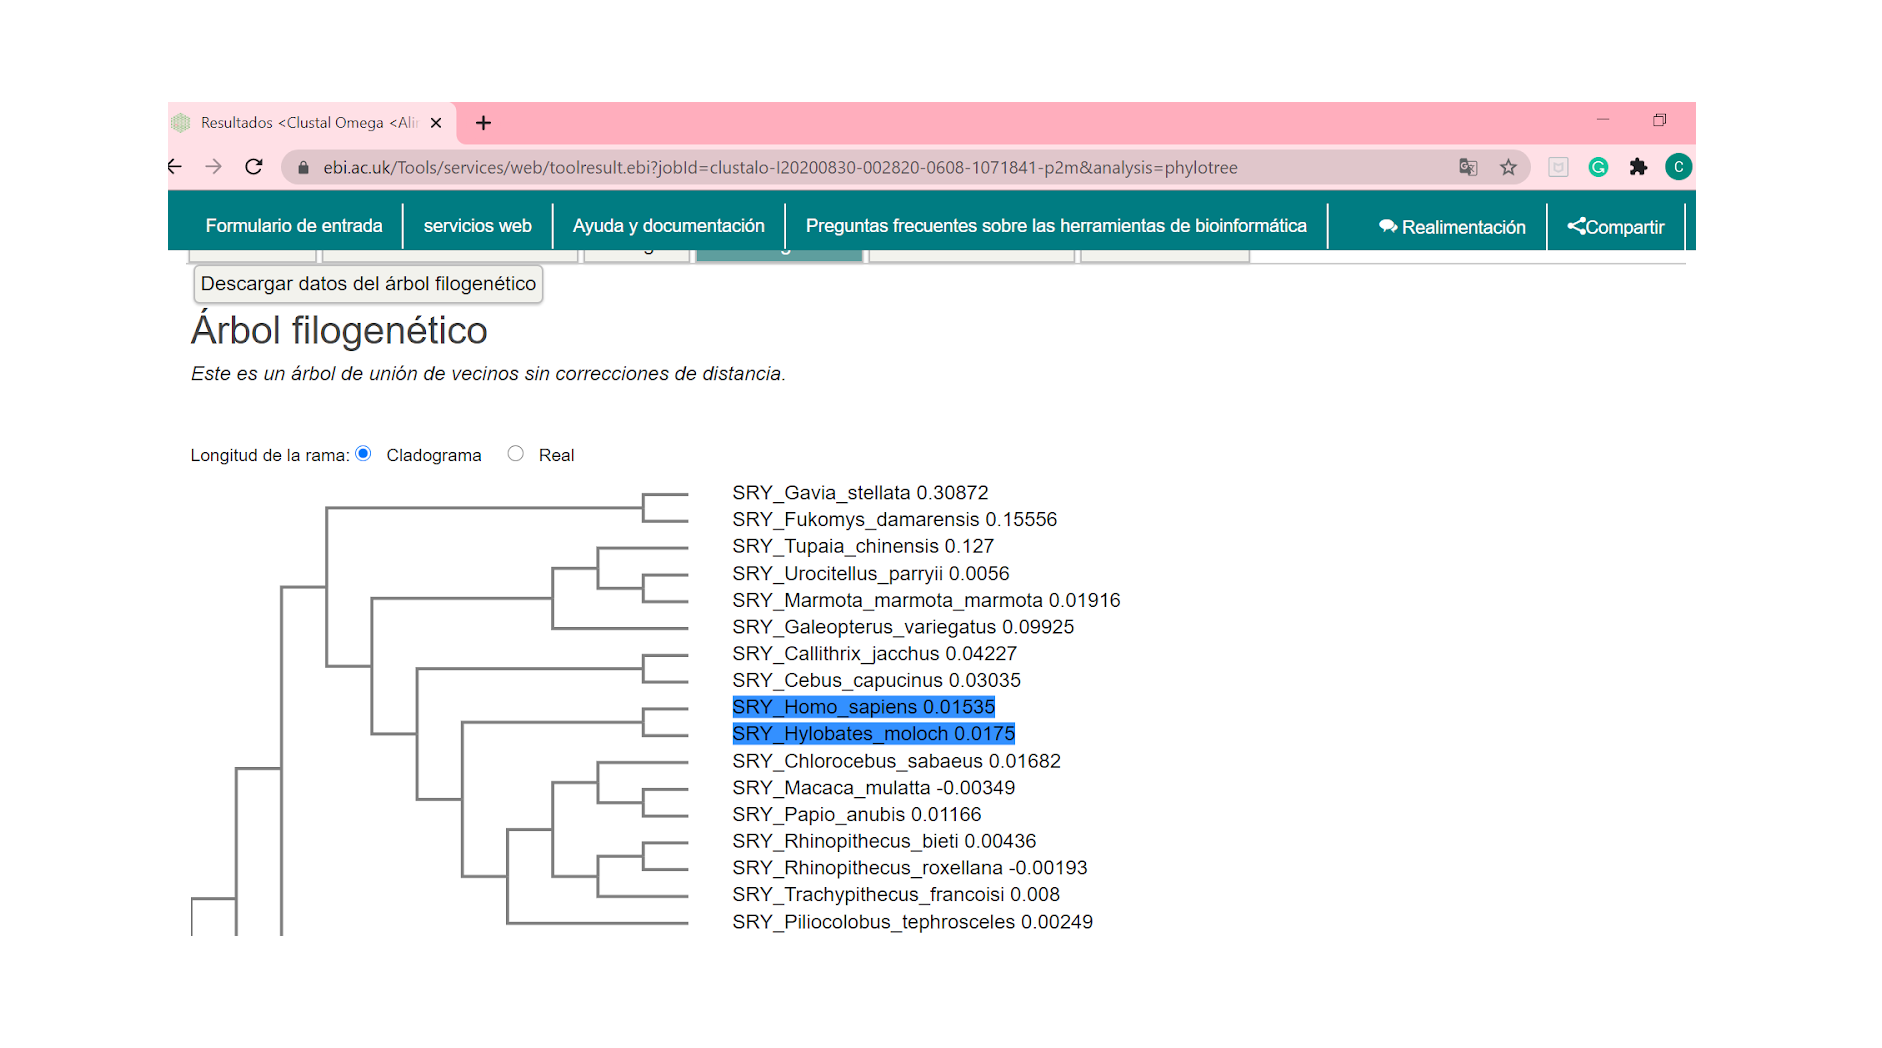 Resultados <Clustal Omega <Alir
ebi.ac.uk/Tools/services/web/toolresult.ebi?jobId=clustalo-I20200830-002820-0608-1071841-p2m&analysis=phylotree
C
Formulario de entrada
servicios web
Ayuda y documentación
Preguntas frecuentes sobre las herramientas de bioinformática
Realimentación
Compartir
Descargar datos del árbol filogenético
Árbol filogenético
Este es un árbol de unión de vecinos sin correcciones de distancia.
Longitud de la rama: Cladograma Real
SRY_Gavia_stellata 0.30872
SRY_Fukomys_damarensis 0.15556
SRY_Tupaia_chinensis 0.127
SRY_Urocitellus_parryii 0.0056
SRY_Marmota_marmota_marmota 0.01916
SRY_Galeopterus_variegatus 0.09925
SRY_Callithrix_jacchus 0.04227
SRY_Cebus_capucinus 0.03035
SRY_Homo_sapiens 0.01535
SRY_Hylobates_moloch 0.0175
SRY_Chlorocebus_sabaeus 0.01682
SRY_Macaca_mulatta -0.00349
SRY_Papio_anubis 0.01166
SRY_Rhinopithecus_bieti 0.00436
SRY_Rhinopithecus_roxellana -0.00193
SRY_Trachypithecus_francoisi 0.008
SRY_Piliocolobus_tephrosceles 0.00249